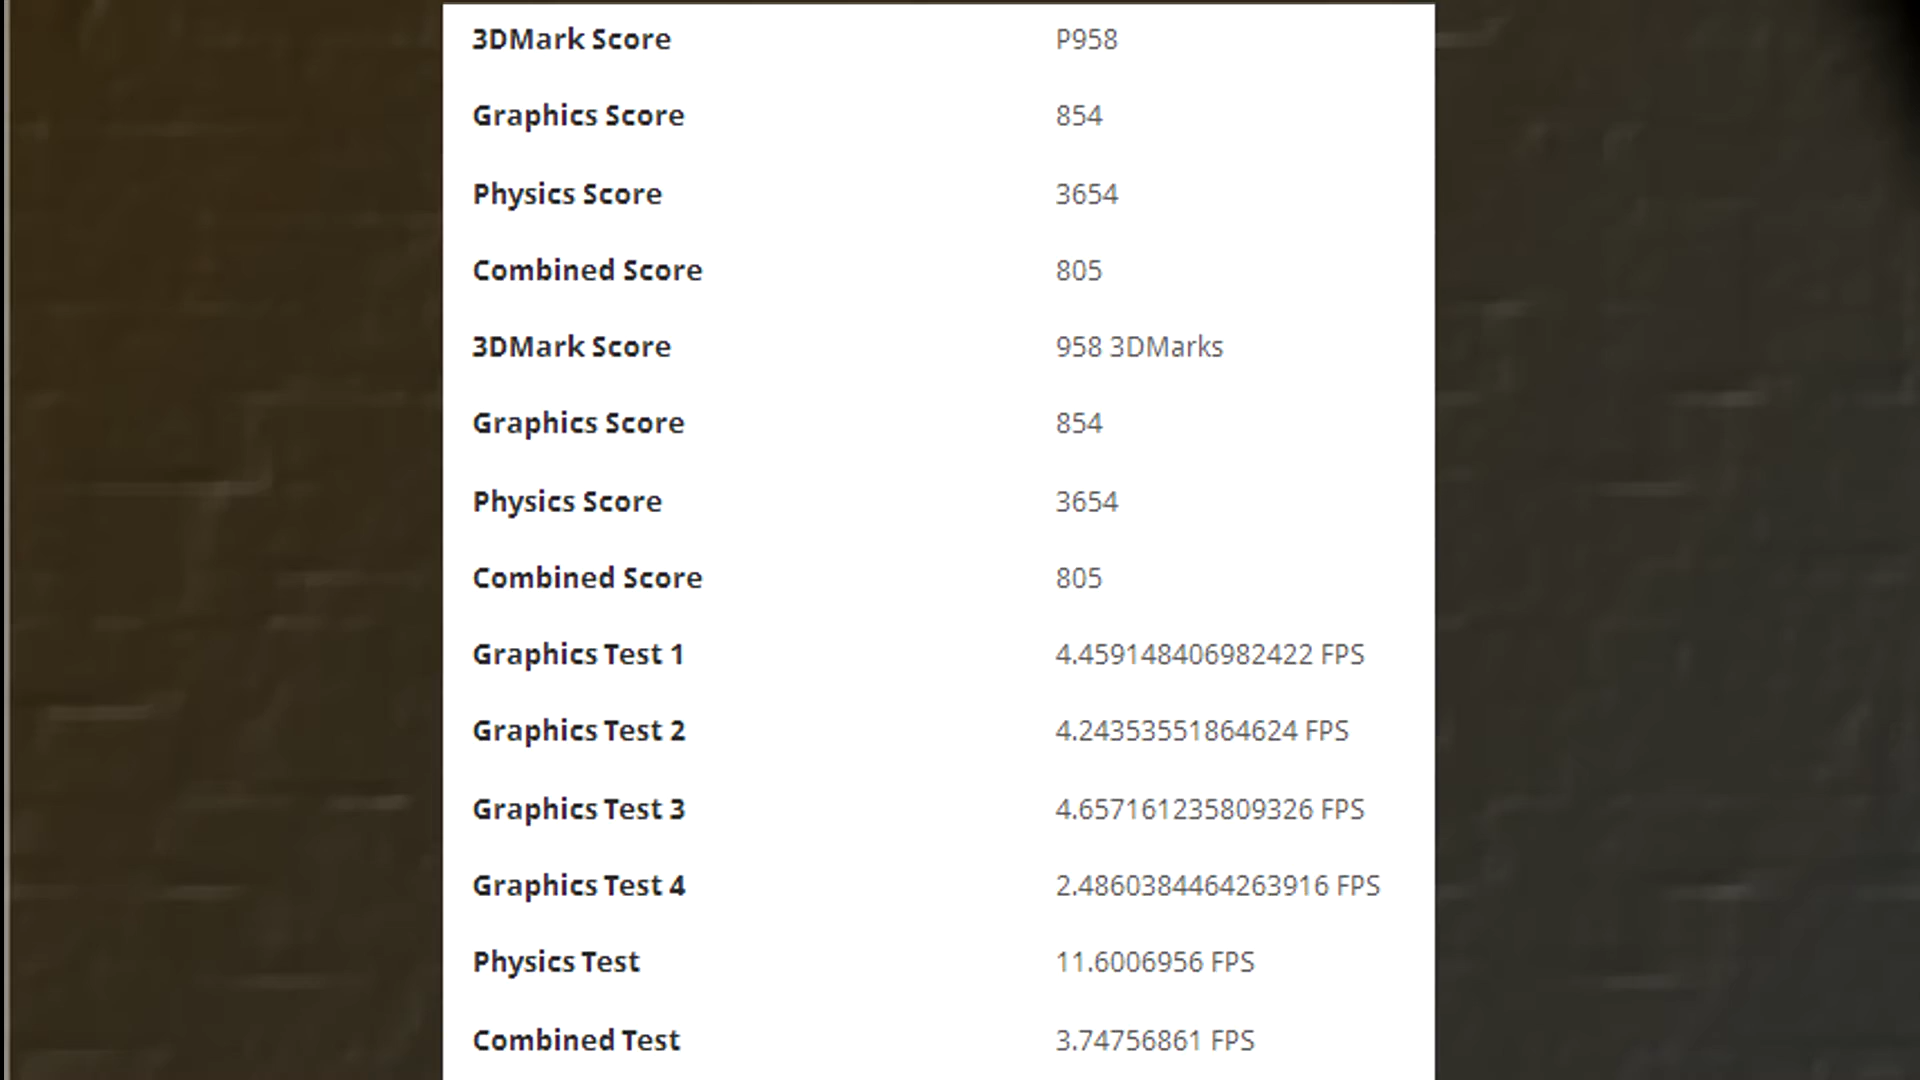 3DMark Score P958
Graphics Score 854
Physics Score 3654
Combined Score 805
3DMark Score 958 3DMarks
Graphics Score 854
Physics Score 3654
Combined Score 805
Graphics Test 1 4.459148406982422 FPS
Graphics Test 2 4.24353551864624 FPS
Graphics Test 3 4.657161235809326 FPS
Graphics Test 4 2.4860384464263916 FPS
Physics Test 11.6006956 FPS
Combined Test 3.74756861 FPS